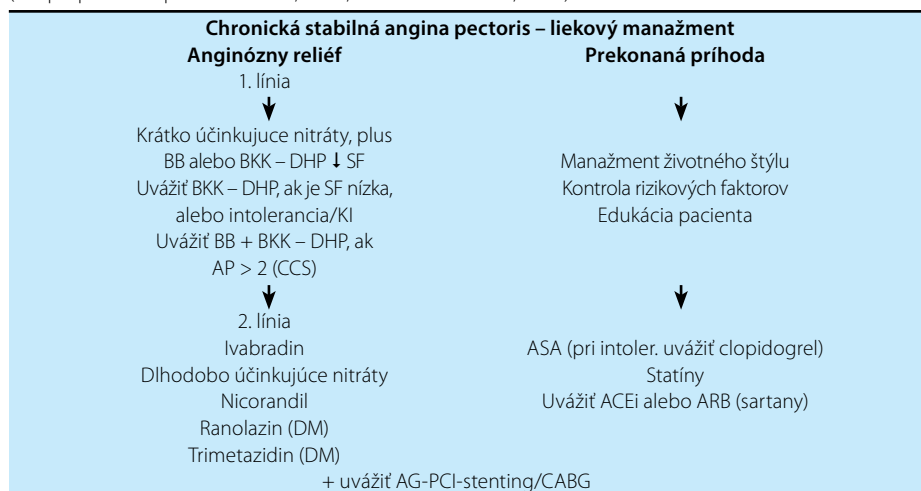 Chronická stabilná angina pectoris – liekový manažment
Anginózny reliéf
1. línia
Krátko účinkujuce nitráty, plus
BB alebo BKK – DHP ⬇ SF
Uvážiť BKK – DHP, ak je SF nízka,
alebo intolerancia/KI
Uvážiť BB + BKK – DHP, ak
AP > 2 (CCS)
2. línia
Ivabradin
Dlhodobo účinkujúce nitráty
Nicorandil
Ranolazin (DM)
Trimetazidin (DM)
Prekonaná príhoda
Manažment životného štýlu
Kontrola rizikových faktorov
Edukácia pacienta
ASA (pri intoler. uvážiť clopidogrel)
Statíny
Uvážiť ACEi alebo ARB (sartany)
+ uvážiť AG-PCI-stenting/CABG